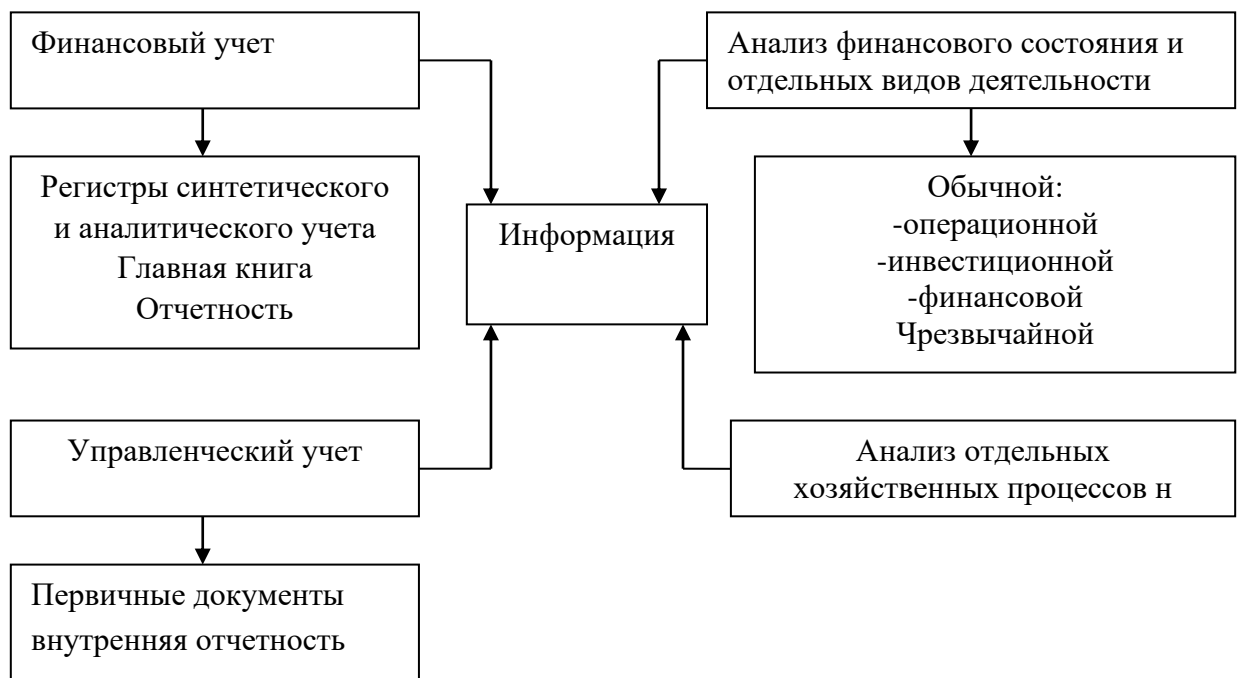 Финансовый учет
Анализ финансового состояния и
отдельных видов деятельности
Регистры синтетического
и аналитического учета
Главная книга
Отчетность
Информация
Обычной:
-операционной
-инвестиционной
-финансовой
Чрезвычайной
Управленческий учет
Анализ отдельных
хозяйственных процессов н
Первичные документы
внутренняя отчетность